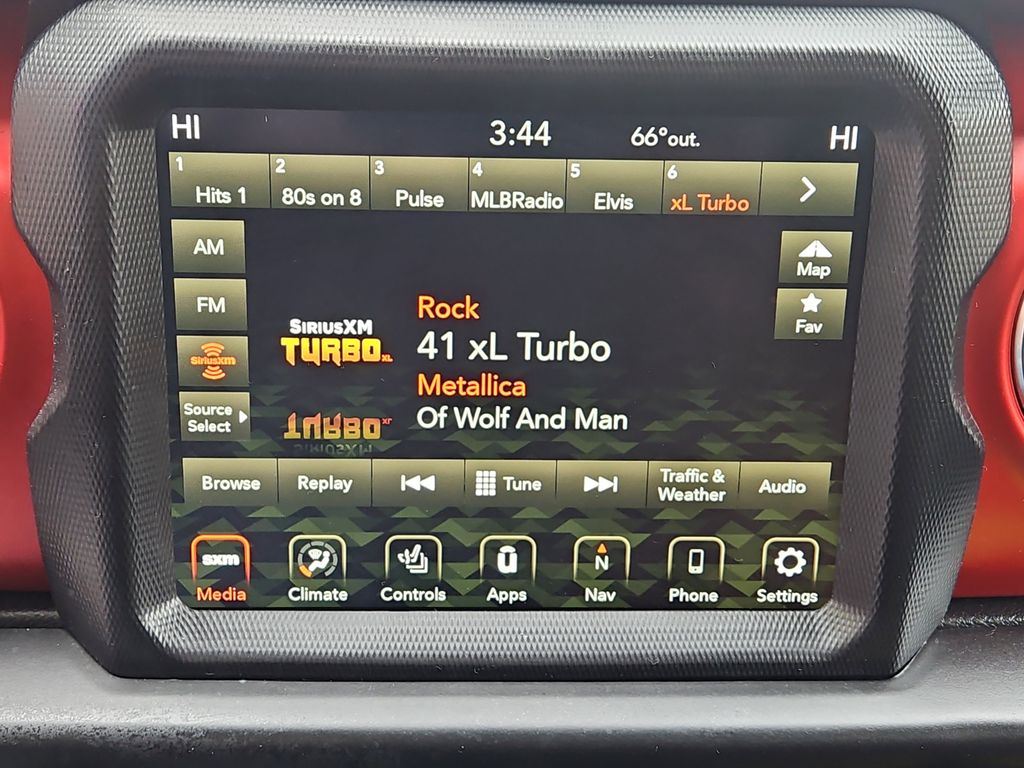 HI 3:44 66°out. HI
1 Hits 1 2 80s on 8 3 Pulse 4 MLBRadio 5 Elvis 6 xL Turbo
AM
Map
FM
Fav
SiriusXM
Source Select
SiriusXM
TURBO XL
Rock
41 xL Turbo
Metallica
Of Wolf And Man
Browse Replay Tune Traffic & Weather Audio
sxm Media Climate Controls Apps N Nav Phone Settings